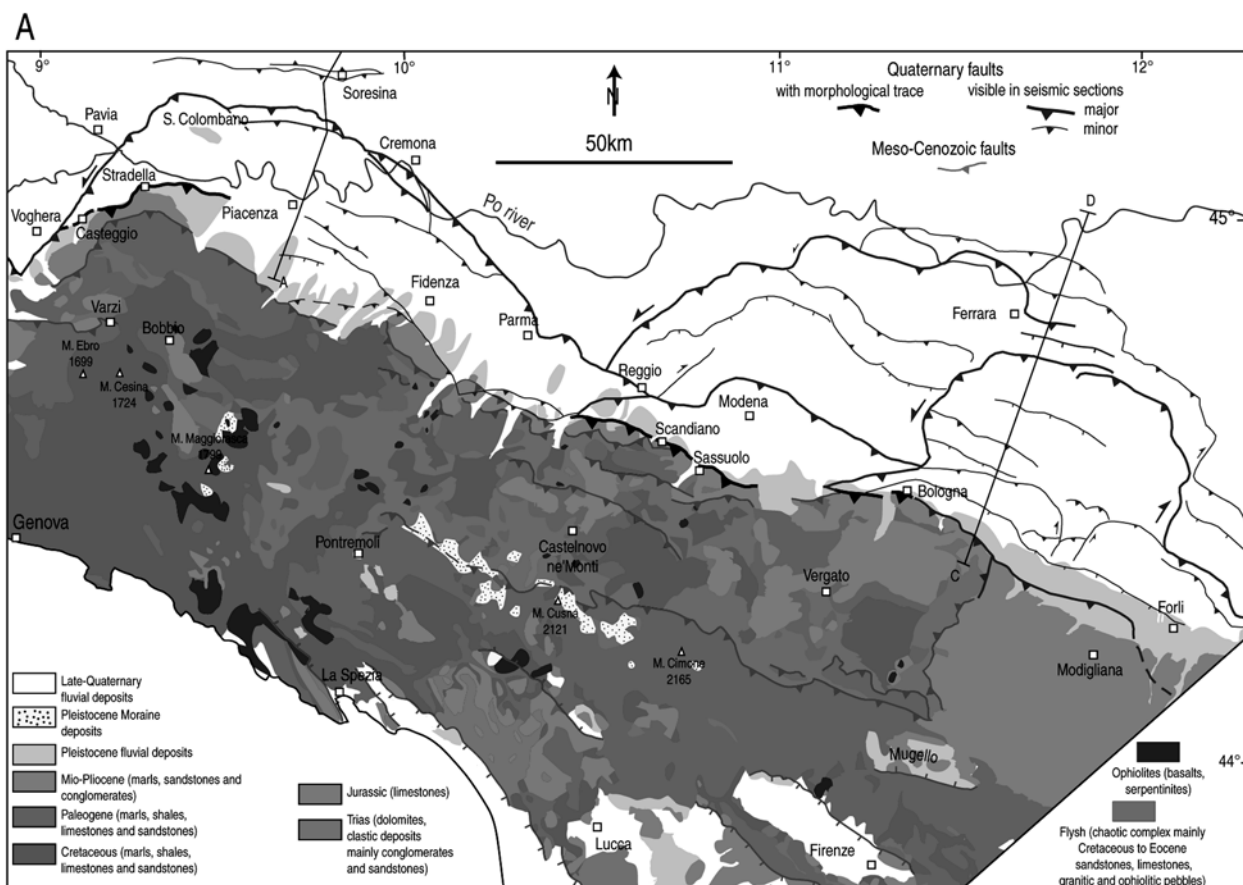 A
9°
10°
11°
12°
Quaternary faults
with morphological trace
visible in seismic sections
major
minor
Meso-Cenozoic faults
N
50km
Soresina
Pavia
S. Colombano
Cremona
Stradella
Piacenza
Voghera
Casteggio
Po river
D
45°
A
Fidenza
Varzi
Bobbio
Parma
Ferrara
M. Ebro
1699
M. Cesina
1724
Reggio
Modena
M. Maggiorasca
1799
Scandiano
Sassuolo
Bologna
Genova
Pontremoli
Castelnovo
ne'Monti
Vergato
C
M. Cusna
2121
Forli
M. Cimone
2165
Modigliana
La Spezia
Mugello
44°
Lucca
Firenze
Late-Quaternary
fluvial deposits
Pleistocene Moraine
deposits
Pleistocene fluvial deposits
Mio-Pliocene (marls, sandstones and
conglomerates)
Paleogene (marls, shales,
limestones and sandstones)
Cretaceous (marls, shales,
limestones and sandstones)
Jurassic (limestones)
Trias (dolomites,
clastic deposits
mainly conglomerates
and sandstones)
Ophiolites (basalts,
serpentinites)
Flysh (chaotic complex mainly
Cretaceous to Eocene
sandstones, limestones,
granitic and ophiolitic pebbles)